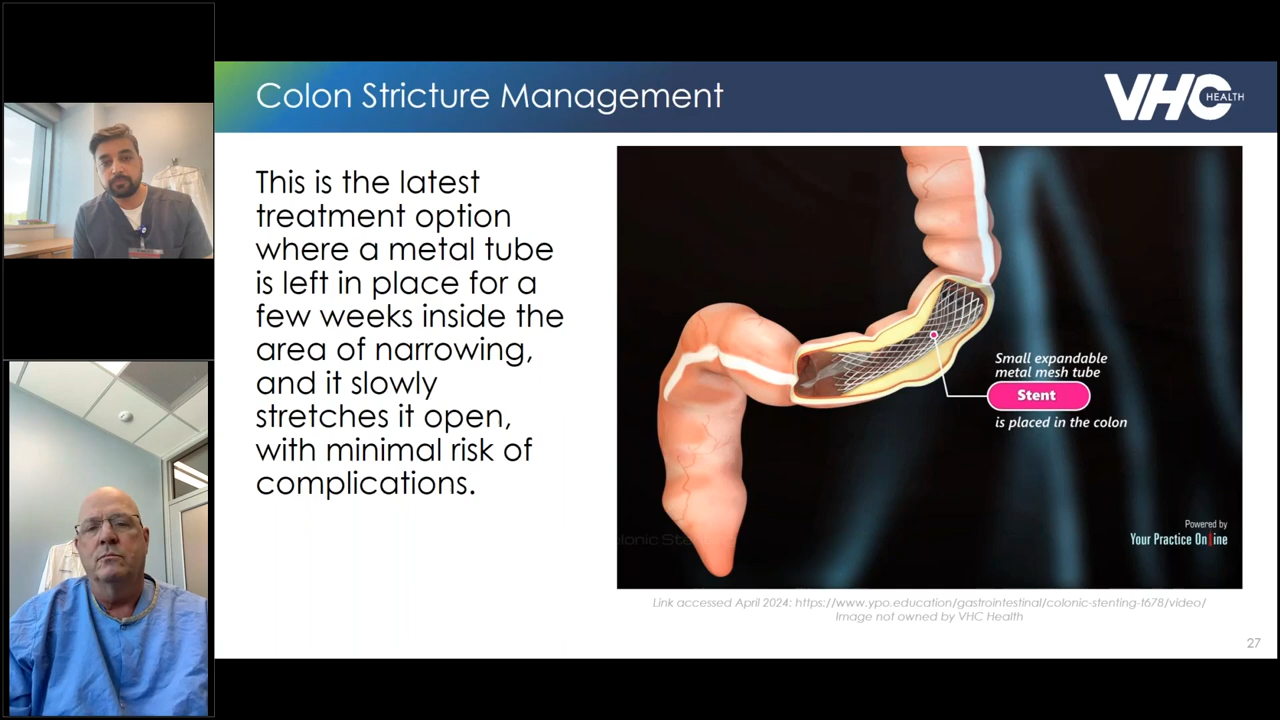 Colon Stricture Management
VHC HEALTH
This is the latest
treatment option
where a metal tube
is left in place for a
few weeks inside the
area of narrowing,
and it slowly
stretches it open,
with minimal risk of
complications.
Small expandable
metal mesh tube
Stent
is placed in the colon
Powered by
Your Practice Online
Link accessed April 2024: https://www.ypo.education/gastrointestinal/colonic-stenting-t678/video/
Image not owned by VHC Health
27